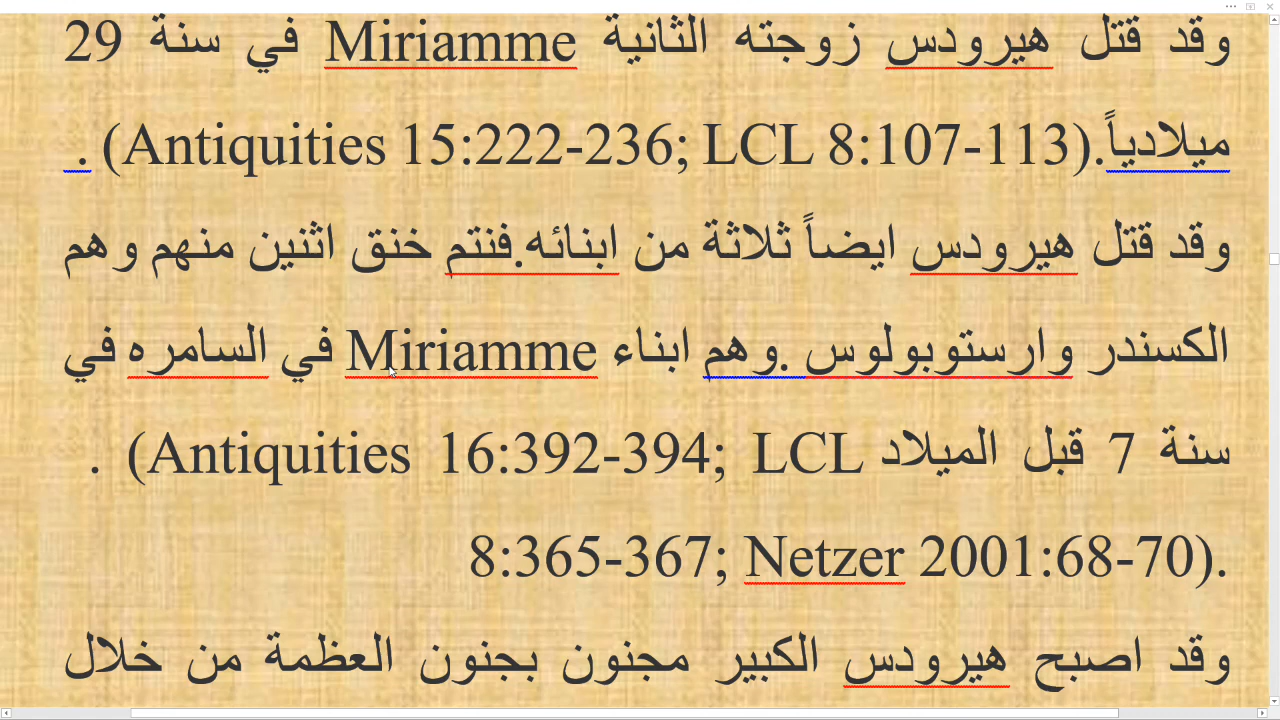 وقد قتل هيرودس زوجته الثانية Miriamme في سنة 29
ميلادياً.(Antiquities 15:222-236; LCL 8:107-113) .
وقد قتل هيرودس ايضاً ثلاثة من ابنائه.فنتم خنق اثنين منهم وهم
الكسندر وارستوبولوس .وهم ابناء Miriamme في السامره في
سنة 7 قبل الميلاد Antiquities 16:392-394; LCL) .
8:365-367; Netzer 2001:68-70).
وقد اصبح هيرودس الكبير مجنون بجنون العظمة من خلال